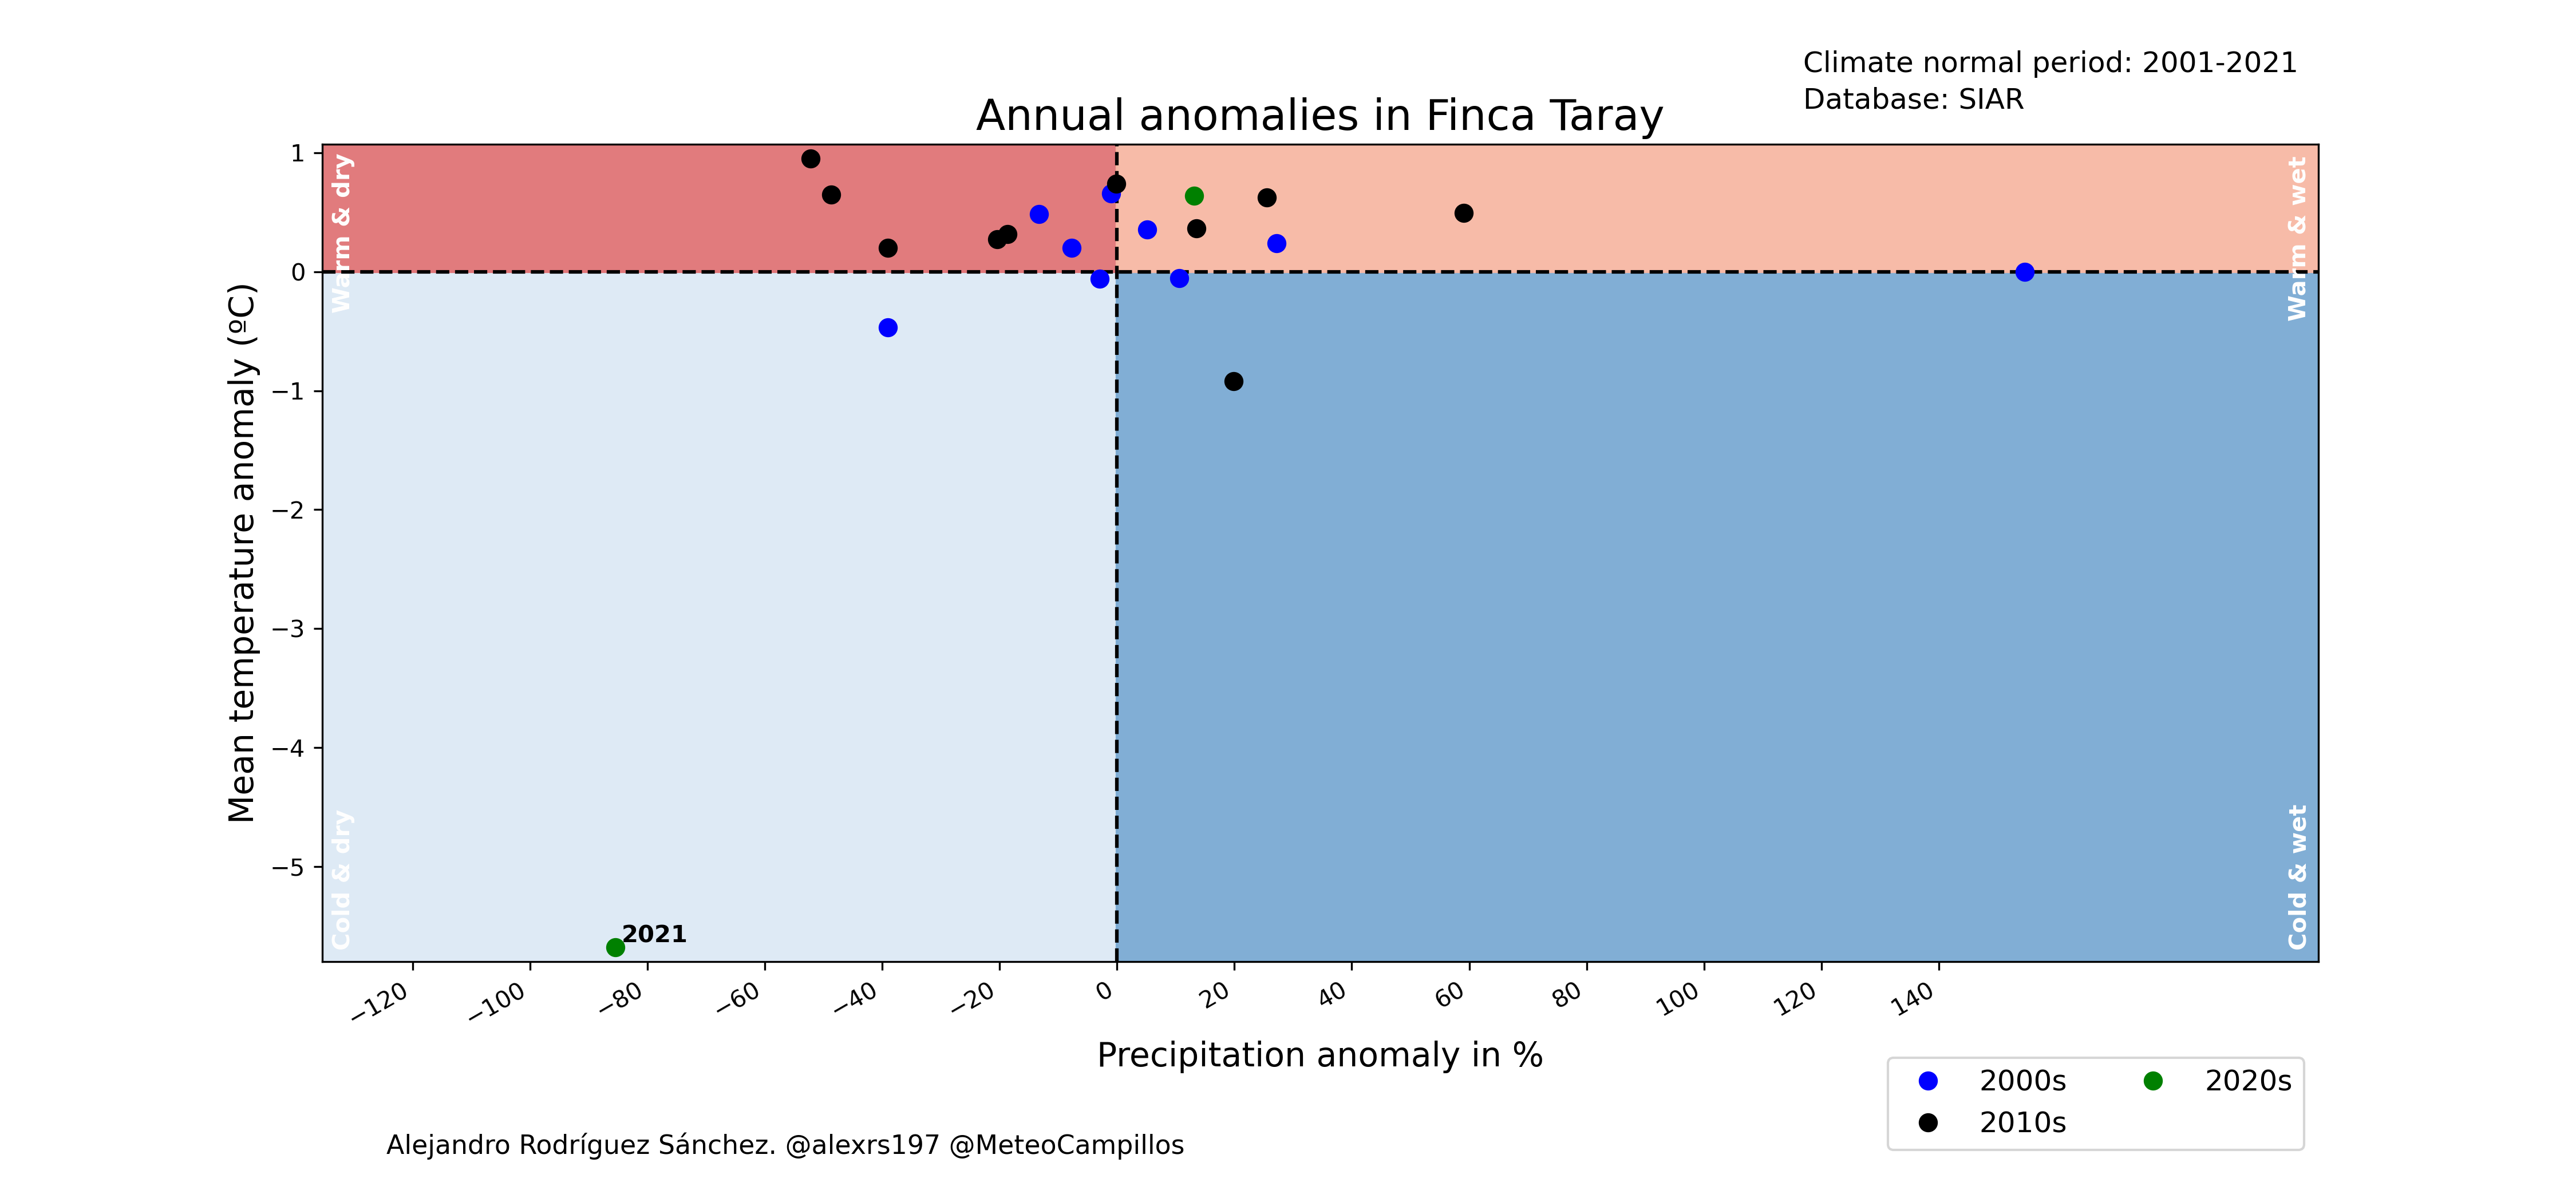 Climate normal period: 2001-2021
Database: SIAR
Annual anomalies in Finca Taray
Mean temperature anomaly (ºC)
1
0
−1
−2
−3
−4
−5
Warm & dry
Warm & wet
Cold & dry
Cold & wet
2021
−120
−100
−80
−60
−40
−20
0
20
40
60
80
100
120
140
Precipitation anomaly in %
2000s
2010s
2020s
Alejandro Rodríguez Sánchez. @alexrs197 @MeteoCampillos